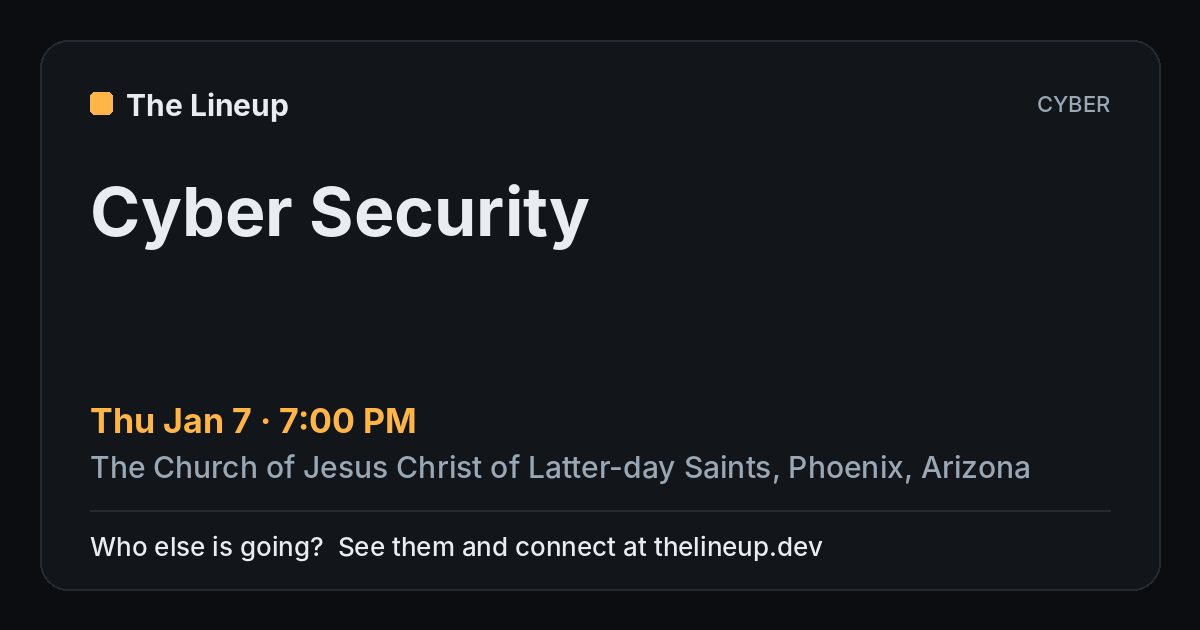 The Lineup
CYBER
Cyber Security
Thu Jan 7 · 7:00 PM
The Church of Jesus Christ of Latter-day Saints, Phoenix, Arizona
Who else is going? See them and connect at thelineup.dev